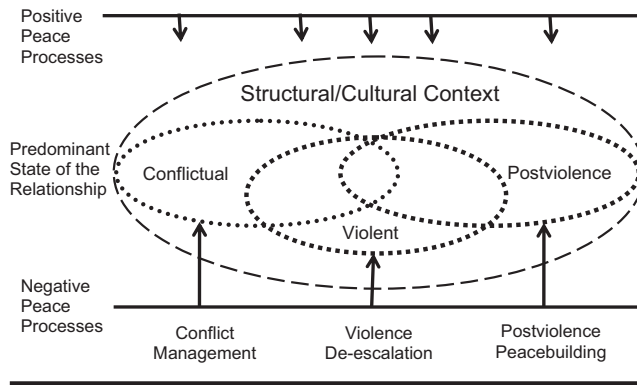 Positive
Peace
Processes
Structural/Cultural Context
Predominant
State of the
Relationship
Conflictual
Postviolence
Violent
Negative
Peace
Processes
Conflict
Management
Violence
De-escalation
Postviolence
Peacebuilding